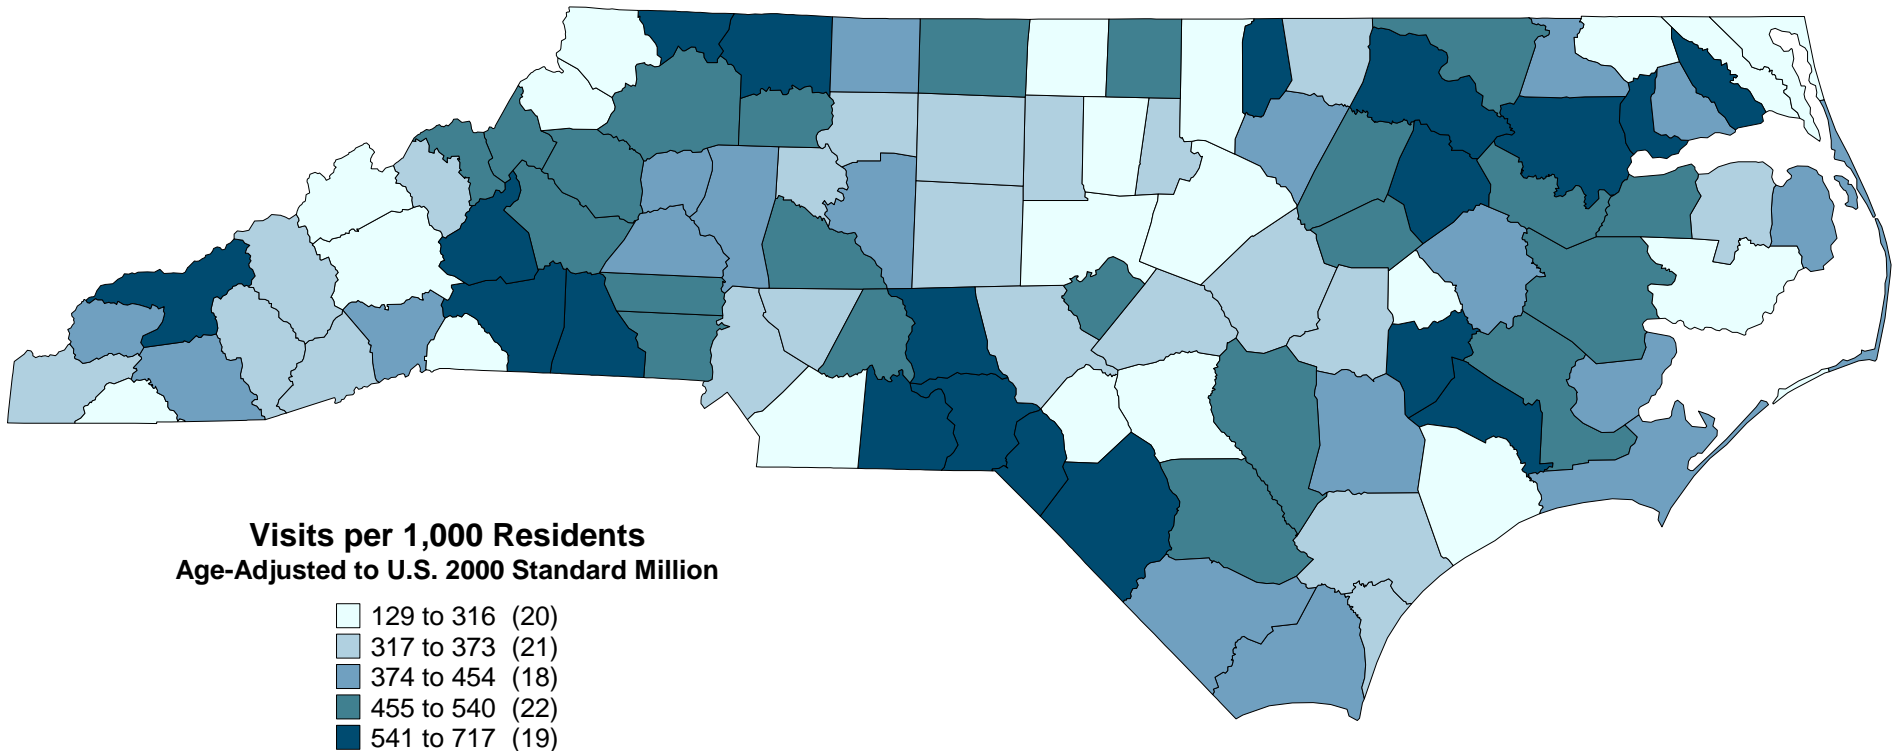 Visits per 1,000 Residents
Age-Adjusted to U.S. 2000 Standard Million
129 to 316 (20)
317 to 373 (21)
374 to 454 (18)
455 to 540 (22)
541 to 717 (19)